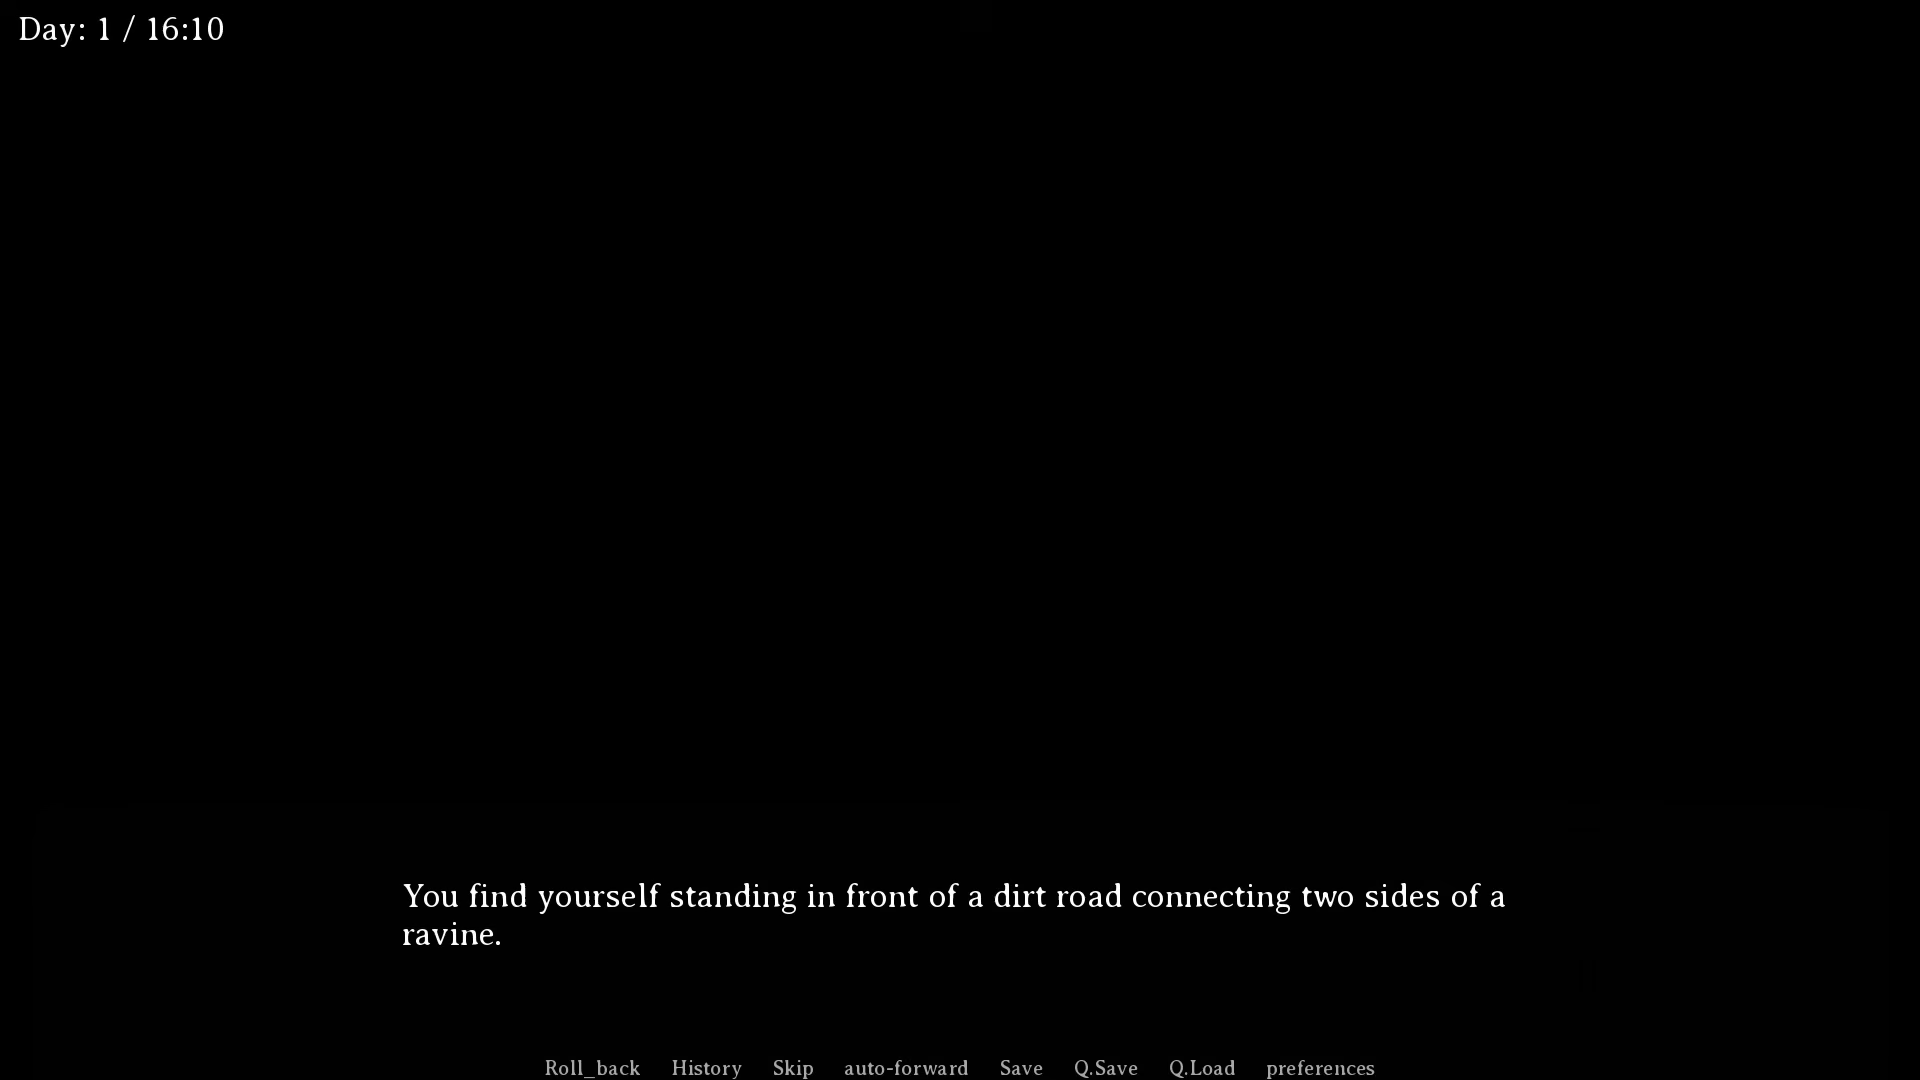 Day: 1 / 16:10
You find yourself standing in front of a dirt road connecting two sides of a
ravine.
Roll_back History Skip auto-forward Save Q.Save Q.Load preferences